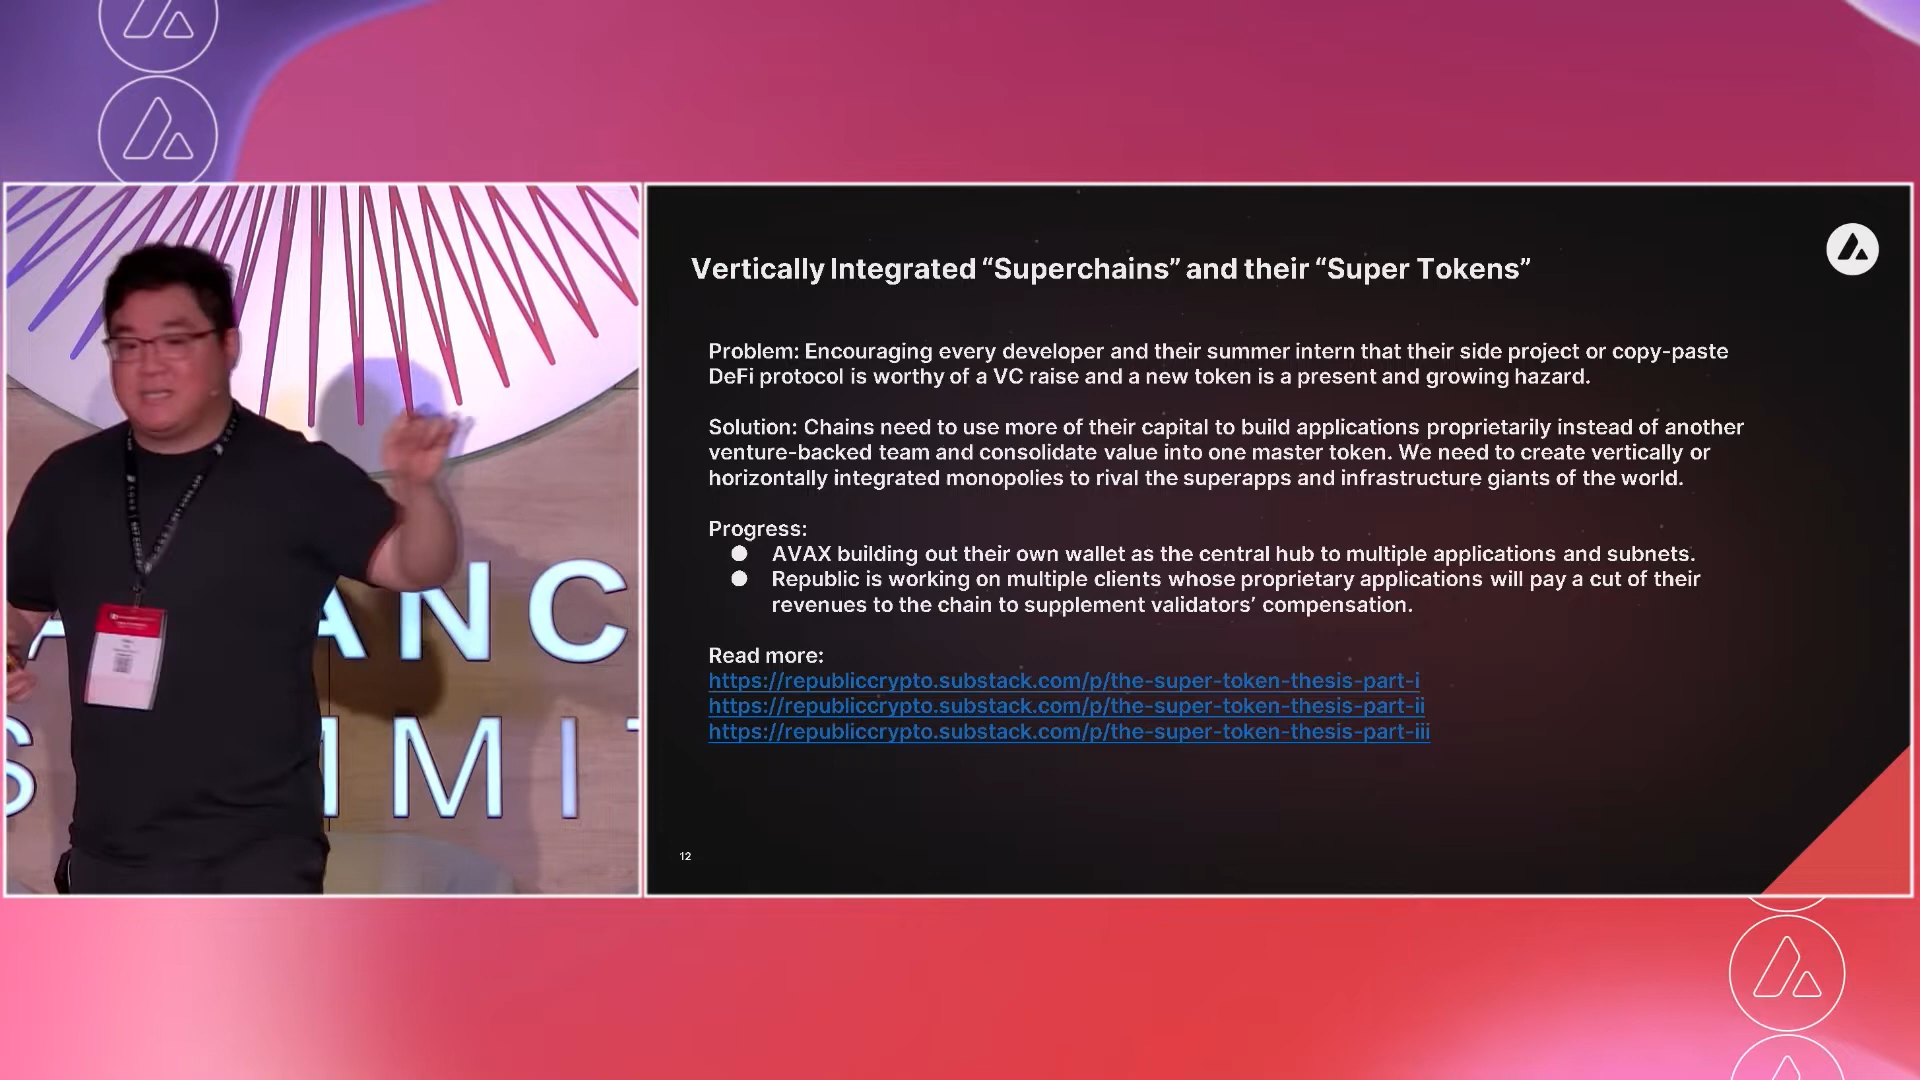 Vertically Integrated “Superchains” and their “Super Tokens”
Problem: Encouraging every developer and their summer intern that their side project or copy-paste
DeFi protocol is worthy of a VC raise and a new token is a present and growing hazard.
Solution: Chains need to use more of their capital to build applications proprietarily instead of another
venture-backed team and consolidate value into one master token. We need to create vertically or
horizontally integrated monopolies to rival the superapps and infrastructure giants of the world.
Progress:
● AVAX building out their own wallet as the central hub to multiple applications and subnets.
● Republic is working on multiple clients whose proprietary applications will pay a cut of their
revenues to the chain to supplement validators’ compensation.
Read more:
https://republiccrypto.substack.com/p/the-super-token-thesis-part-i
https://republiccrypto.substack.com/p/the-super-token-thesis-part-ii
https://republiccrypto.substack.com/p/the-super-token-thesis-part-iii
12
A ANC
S MMIT